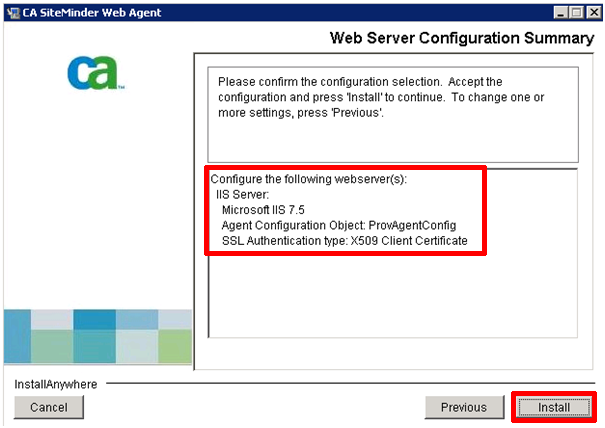 CA SiteMinder Web Agent
Web Server Configuration Summary
ca
Please confirm the configuration selection. Accept the
configuration and press 'Install' to continue. To change one or
more settings, press 'Previous'.
Configure the following webserver(s):
IIS Server:
Microsoft IIS 7.5
Agent Configuration Object: ProvAgentConfig
SSL Authentication type: X509 Client Certificate
InstallAnywhere
Cancel
Previous
Install